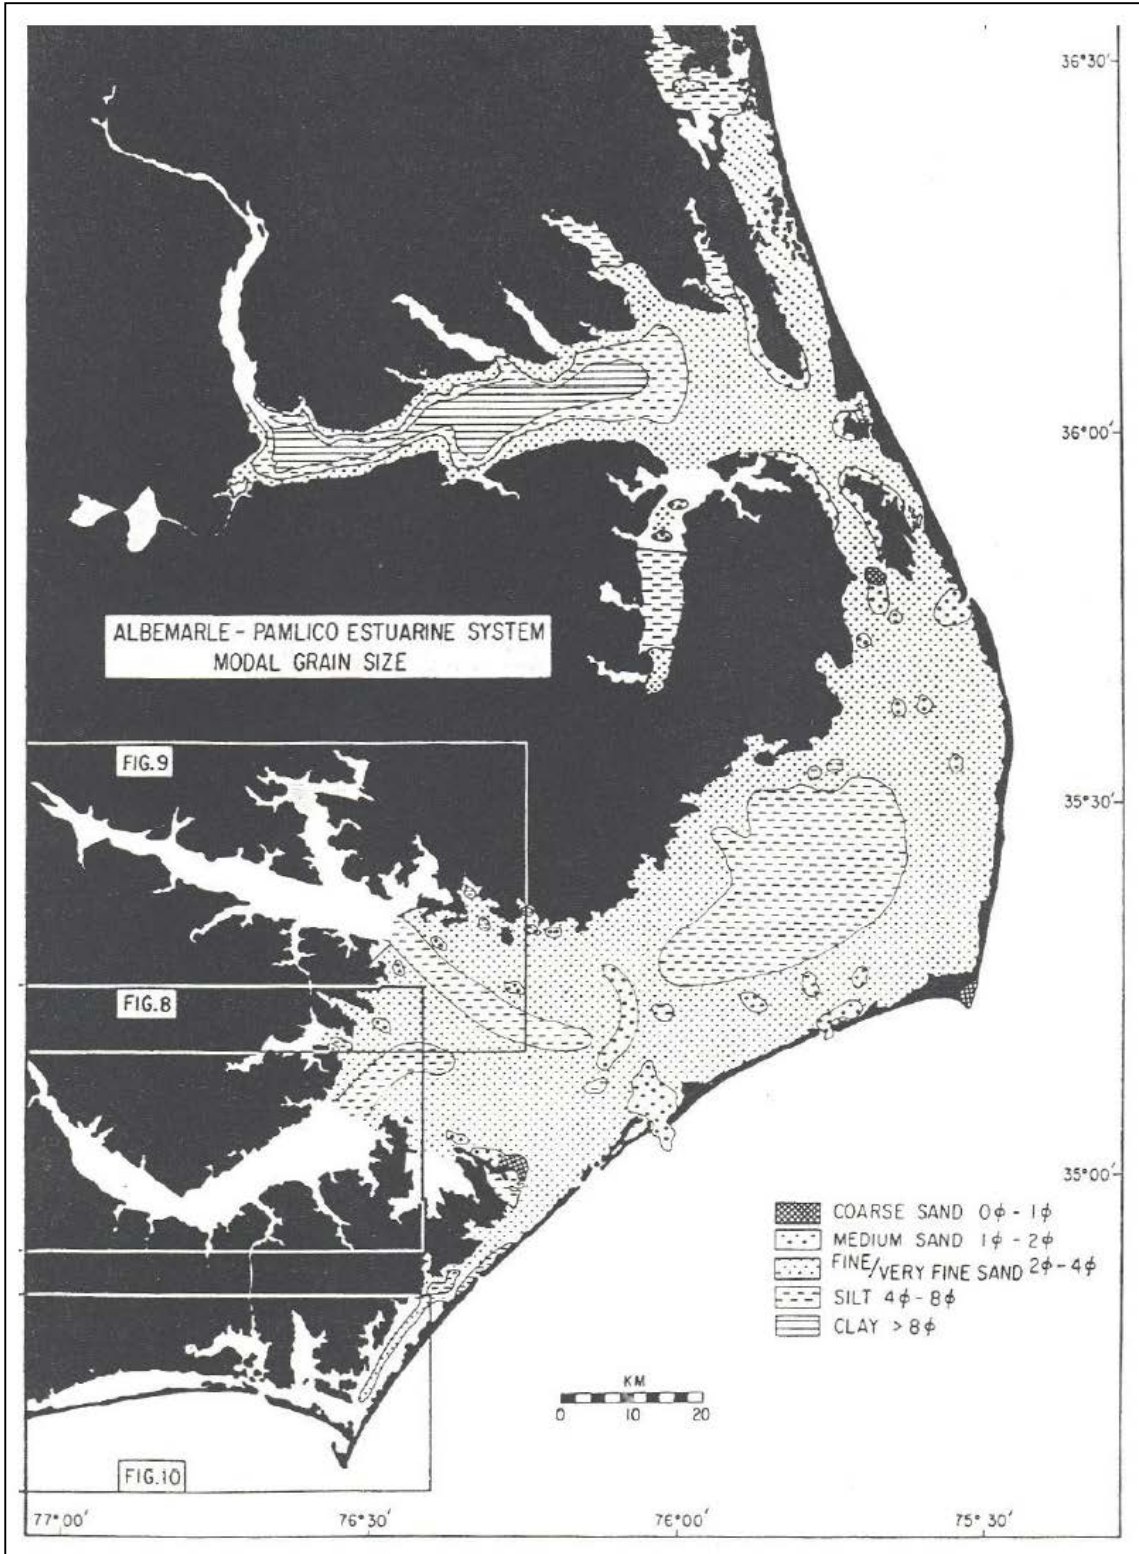 36°30′
36°00′
ALBEMARLE - PAMLICO ESTUARINE SYSTEM
MODAL GRAIN SIZE
FIG.9
35°30′
FIG.8
35°00′
COARSE SAND 0ϕ - 1ϕ
MEDIUM SAND 1ϕ - 2ϕ
FINE/VERY FINE SAND 2ϕ - 4ϕ
SILT 4ϕ - 8ϕ
CLAY > 8ϕ
KM
0 10 20
FIG.10
77°00′ 76°30′ 76°00′ 75°30′